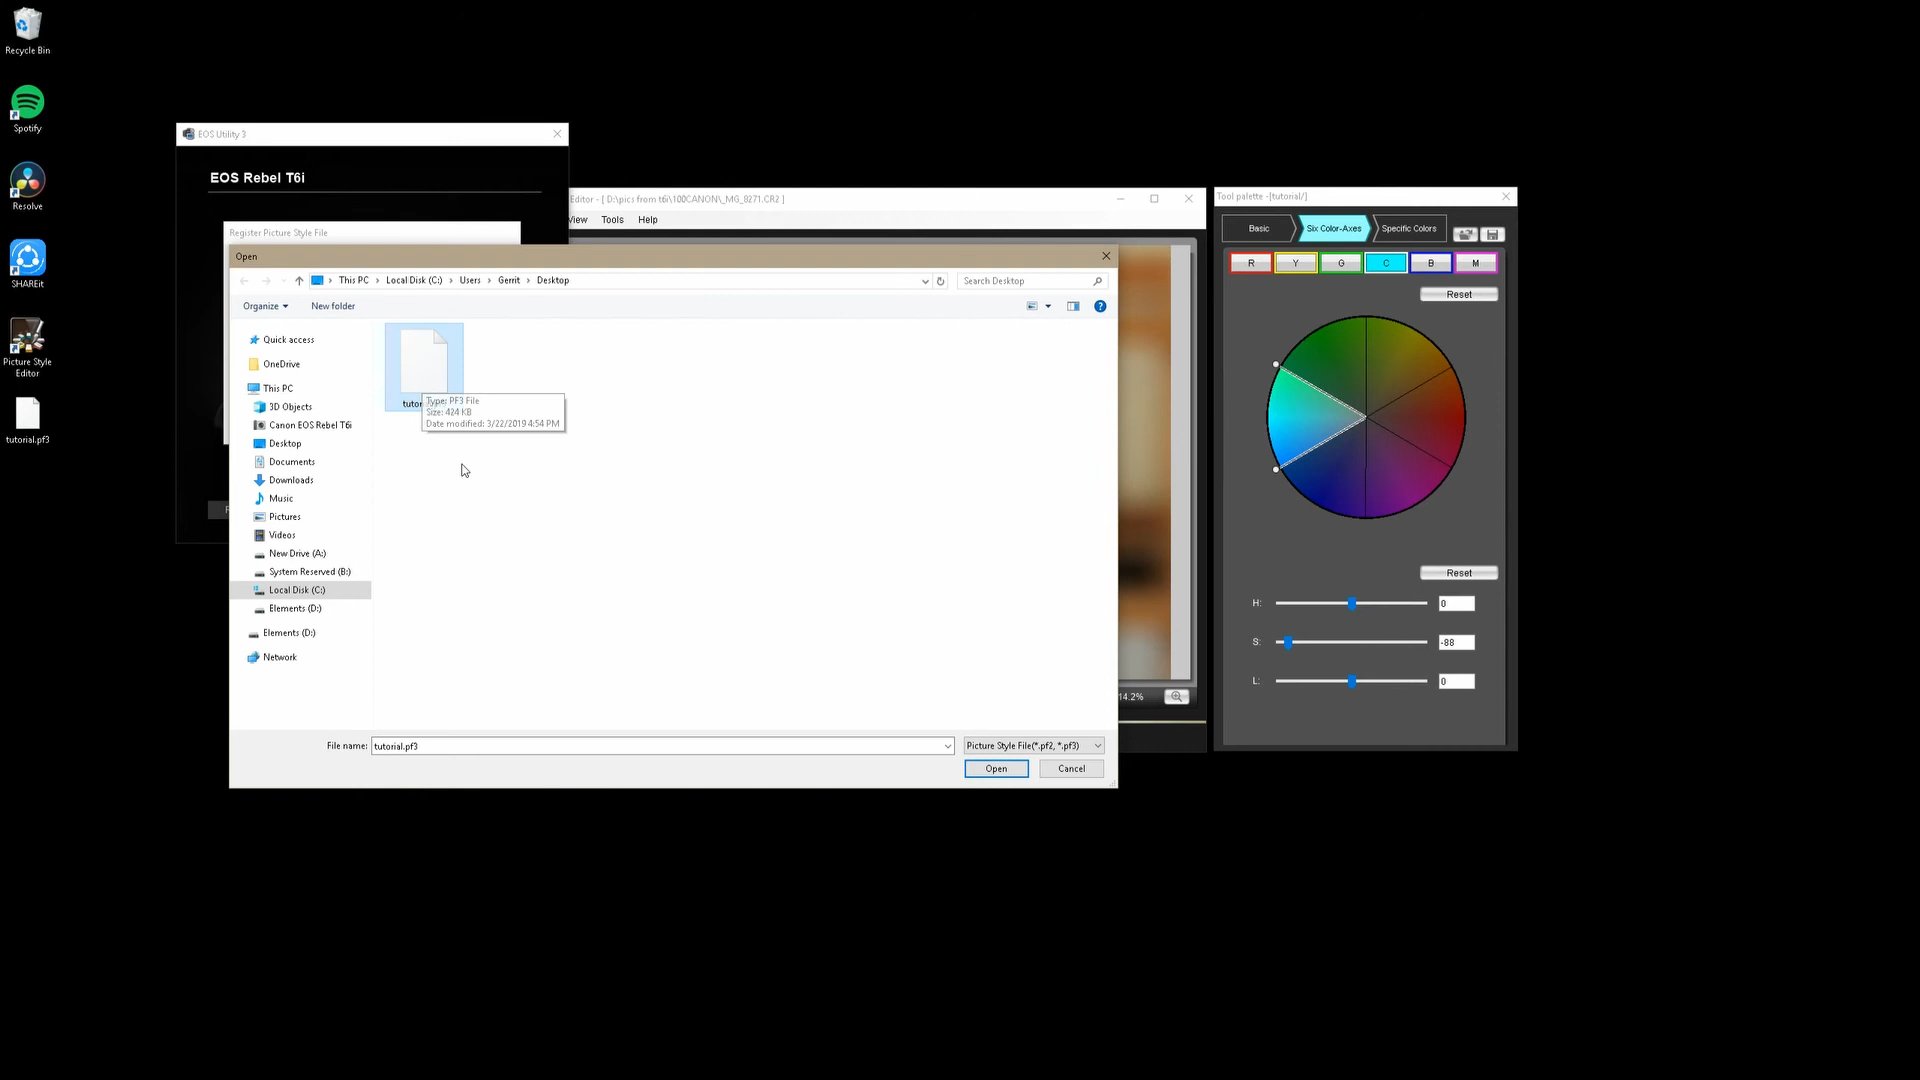 Recycle Bin
Spotify
Resolve
SHAREit
Picture Style
Editor
tutorial.pf3
EOS Utility 3
EOS Rebel T6i
Register Picture Style File
Editor - [ D:\pics from t6i\100CANON\_MG_8271.CR2 ]
View Tools Help
14.2%
Open
This PC › Local Disk (C:) › Users › Gerrit › Desktop
Search Desktop
Organize
New folder
Quick access
OneDrive
This PC
3D Objects
Canon EOS Rebel T6i
Desktop
Documents
Downloads
Music
Pictures
Videos
New Drive (A:)
System Reserved (B:)
Local Disk (C:)
Elements (D:)
Elements (D:)
Network
Type: PF3 File
Size: 424 KB
Date modified: 3/22/2019 4:54 PM
File name: tutorial.pf3
Picture Style File(*.pf2, *.pf3)
Open Cancel
Tool palette -[tutorial/]
Basic Six Color-Axes Specific Colors
R Y G C B M
Reset
Reset
H: 0
S: -88
L: 0